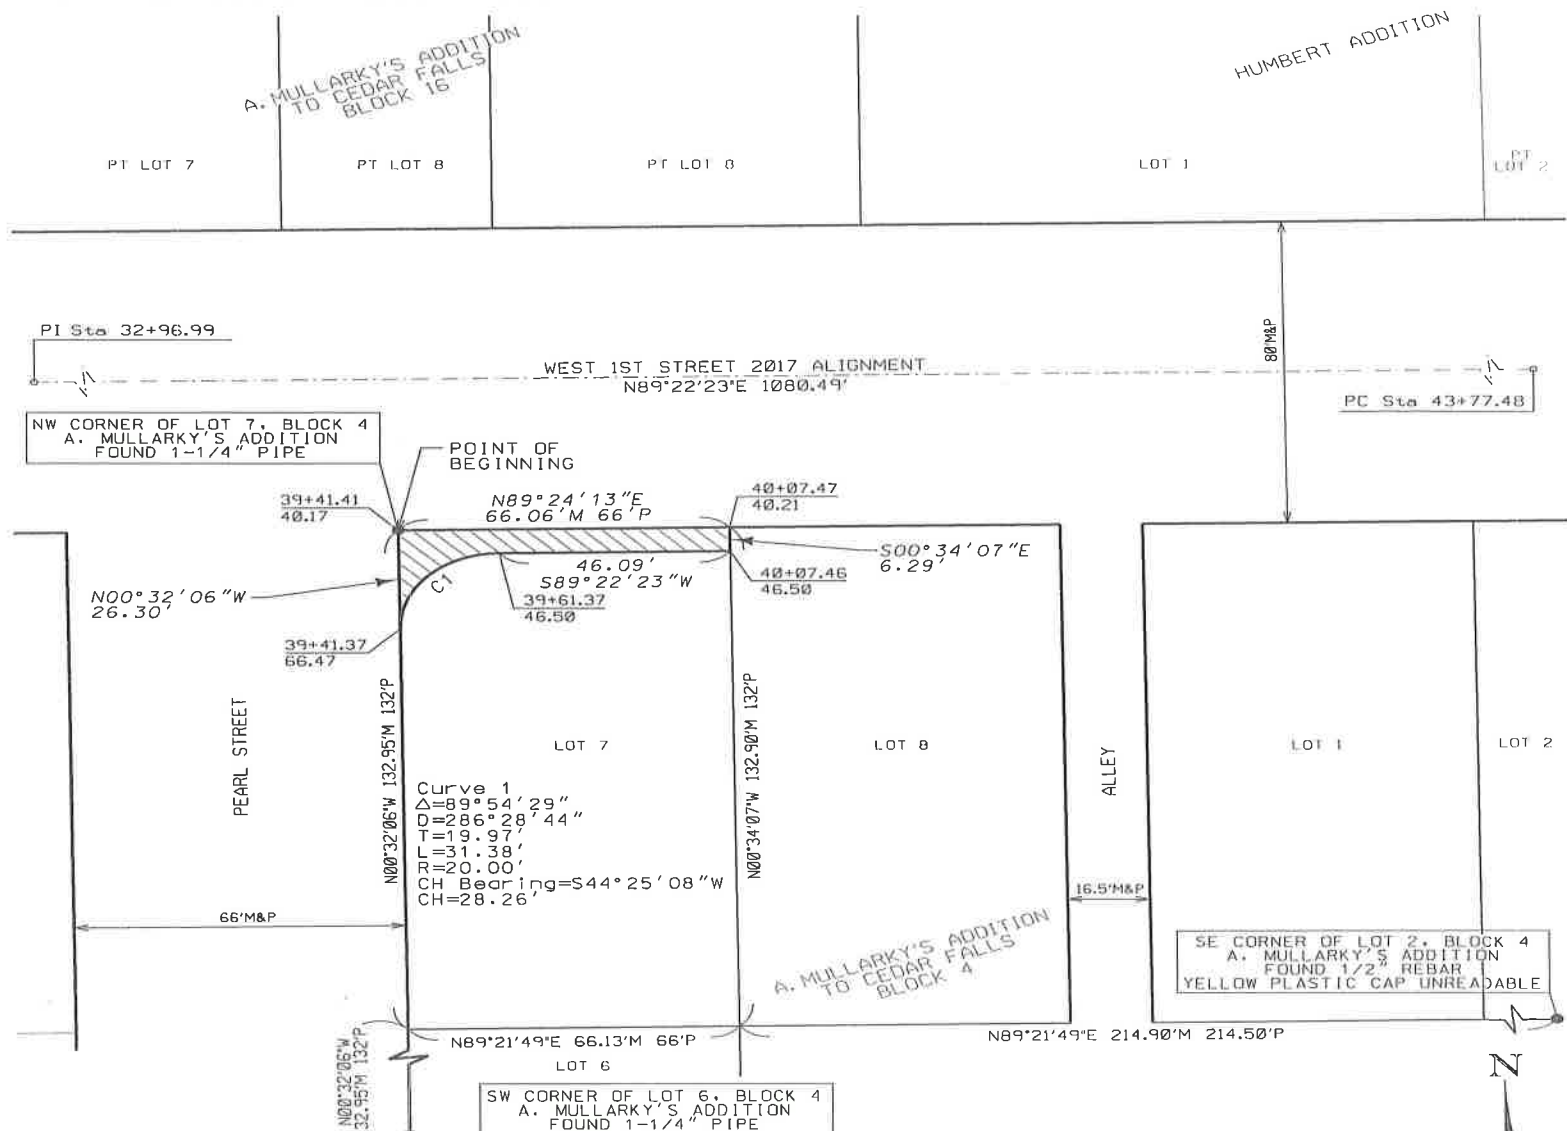 A. MULLARKY'S ADDITION
TO CEDAR FALLS
BLOCK 16
HUMBERT ADDITION
PT LOT 7
PT LOT 8
PT LOT 8
LOT 1
PT
LOT 2
PI Sta 32+96.99
WEST 1ST STREET 2017 ALIGNMENT
N89°22'23"E 1080.49'
80'M&P
PC Sta 43+77.48
NW CORNER OF LOT 7, BLOCK 4
A. MULLARKY'S ADDITION
FOUND 1-1/4" PIPE
POINT OF
BEGINNING
39+41.41
40.17
N89°24'13"E
66.06'M 66'P
40+07.47
40.21
S00°34'07"E
6.29'
46.09'
S89°22'23"W
40+07.46
46.50
N00°32'06"W
26.30'
C1
39+61.37
46.50
39+41.37
66.47
PEARL STREET
N00°32'06"W 132.95'M 132'P
LOT 7
N00°34'07"W 132.90'M 132'P
LOT 8
ALLEY
LOT 1
LOT 2
Curve 1
Δ=89°54'29"
D=286°28'44"
T=19.97'
L=31.38'
R=20.00'
CH Bearing=S44°25'08"W
CH=28.26'
66'M&P
16.5'M&P
A. MULLARKY'S ADDITION
TO CEDAR FALLS
BLOCK 4
SE CORNER OF LOT 2, BLOCK 4
A. MULLARKY'S ADDITION
FOUND 1/2" REBAR
YELLOW PLASTIC CAP UNREADABLE
N89°21'49"E 66.13'M 66'P
N89°21'49"E 214.90'M 214.50'P
N00°32'06"W
32.95'M 132'P
LOT 6
SW CORNER OF LOT 6, BLOCK 4
A. MULLARKY'S ADDITION
FOUND 1-1/4" PIPE
N